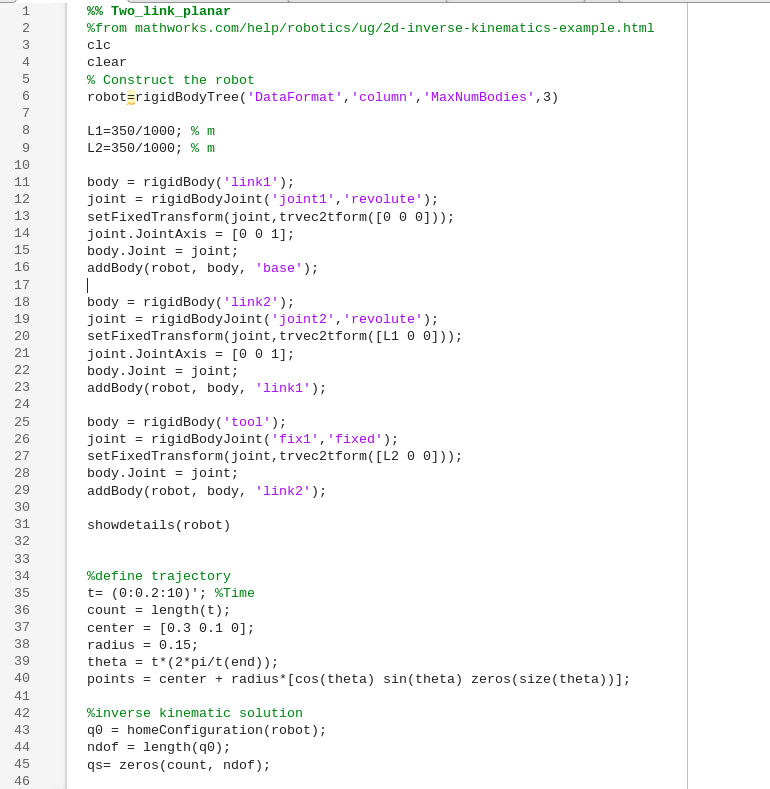 1 %% Two_link_planar
2 %from mathworks.com/help/robotics/ug/2d-inverse-kinematics-example.html
3 clc
4 clear
5 % Construct the robot
6 robot=rigidBodyTree('DataFormat','column','MaxNumBodies',3)
7
8 L1=350/1000; % m
9 L2=350/1000; % m
10
11 body = rigidBody('link1');
12 joint = rigidBodyJoint('joint1','revolute');
13 setFixedTransform(joint,trvec2tform([0 0 0]));
14 joint.JointAxis = [0 0 1];
15 body.Joint = joint;
16 addBody(robot, body, 'base');
17
18 body = rigidBody('link2');
19 joint = rigidBodyJoint('joint2','revolute');
20 setFixedTransform(joint,trvec2tform([L1 0 0]));
21 joint.JointAxis = [0 0 1];
22 body.Joint = joint;
23 addBody(robot, body, 'link1');
24
25 body = rigidBody('tool');
26 joint = rigidBodyJoint('fix1','fixed');
27 setFixedTransform(joint,trvec2tform([L2 0 0]));
28 body.Joint = joint;
29 addBody(robot, body, 'link2');
30
31 showdetails(robot)
32
33
34 %define trajectory
35 t= (0:0.2:10)'; %Time
36 count = length(t);
37 center = [0.3 0.1 0];
38 radius = 0.15;
39 theta = t*(2*pi/t(end));
40 points = center + radius*[cos(theta) sin(theta) zeros(size(theta))];
41
42 %inverse kinematic solution
43 q0 = homeConfiguration(robot);
44 ndof = length(q0);
45 qs= zeros(count, ndof);
46